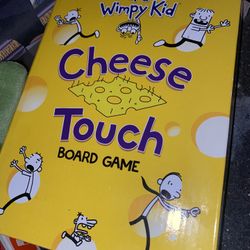 Wimpy Kid
Cheese
Touch
BOARD GAME